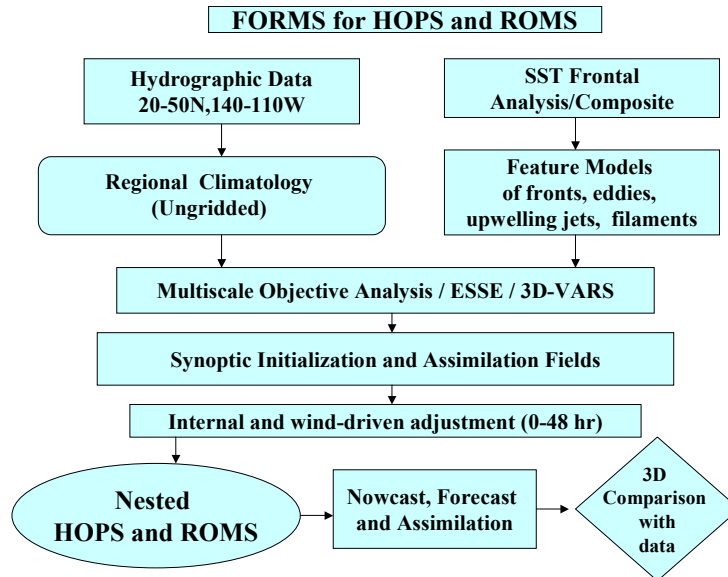 FORMS for HOPS and ROMS
Hydrographic Data
20-50N,140-110W
SST Frontal
Analysis/Composite
Regional Climatology
(Ungridded)
Feature Models
of fronts, eddies,
upwelling jets, filaments
Multiscale Objective Analysis / ESSE / 3D-VARS
Synoptic Initialization and Assimilation Fields
Internal and wind-driven adjustment (0-48 hr)
Nested
HOPS and ROMS
Nowcast, Forecast
and Assimilation
3D
Comparison
with
data